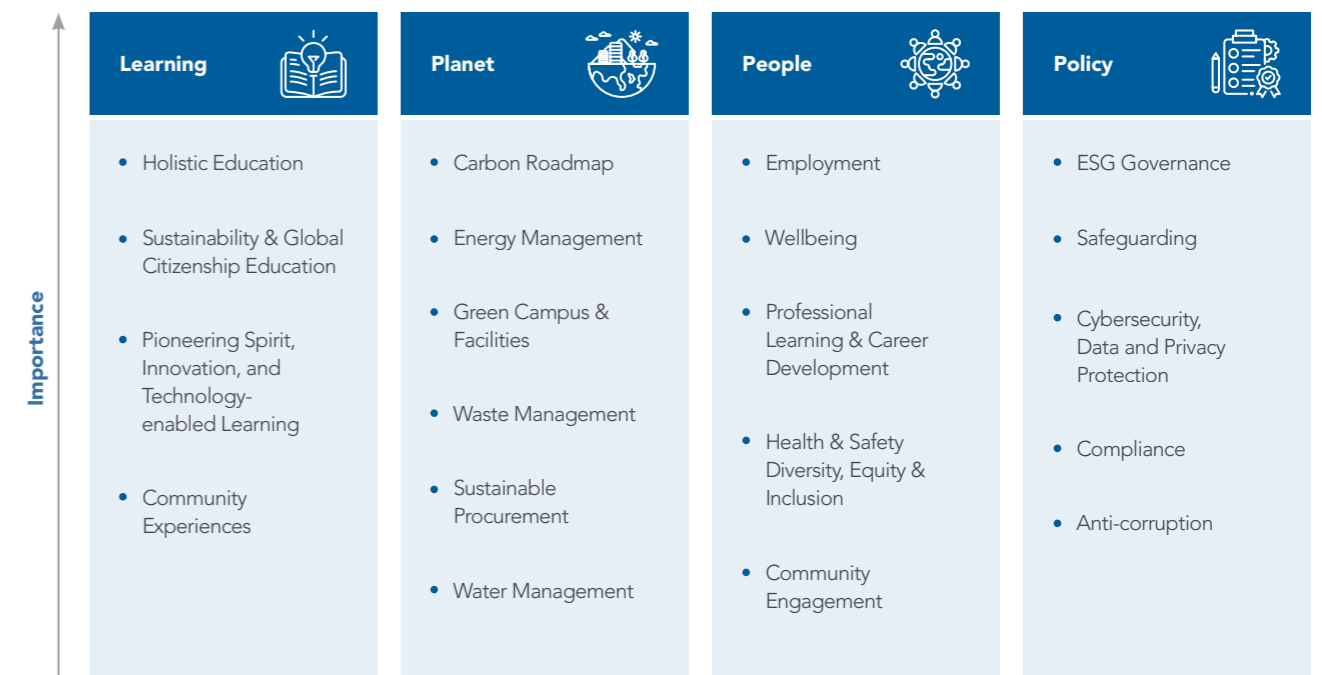 Importance
Learning
• Holistic Education
• Sustainability & Global
Citizenship Education
• Pioneering Spirit,
Innovation, and
Technology-
enabled Learning
• Community
Experiences
Planet
• Carbon Roadmap
• Energy Management
• Green Campus &
Facilities
• Waste Management
• Sustainable
Procurement
• Water Management
People
• Employment
• Wellbeing
• Professional
Learning & Career
Development
• Health & Safety
Diversity, Equity &
Inclusion
• Community
Engagement
Policy
• ESG Governance
• Safeguarding
• Cybersecurity,
Data and Privacy
Protection
• Compliance
• Anti-corruption